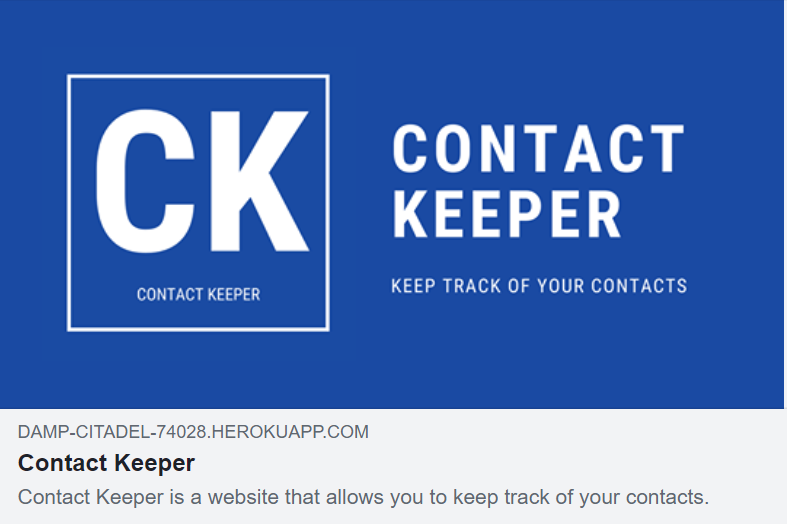 CK
CONTACT KEEPER
CONTACT
KEEPER
KEEP TRACK OF YOUR CONTACTS
DAMP-CITADEL-74028.HEROKUAPP.COM
Contact Keeper
Contact Keeper is a website that allows you to keep track of your contacts.